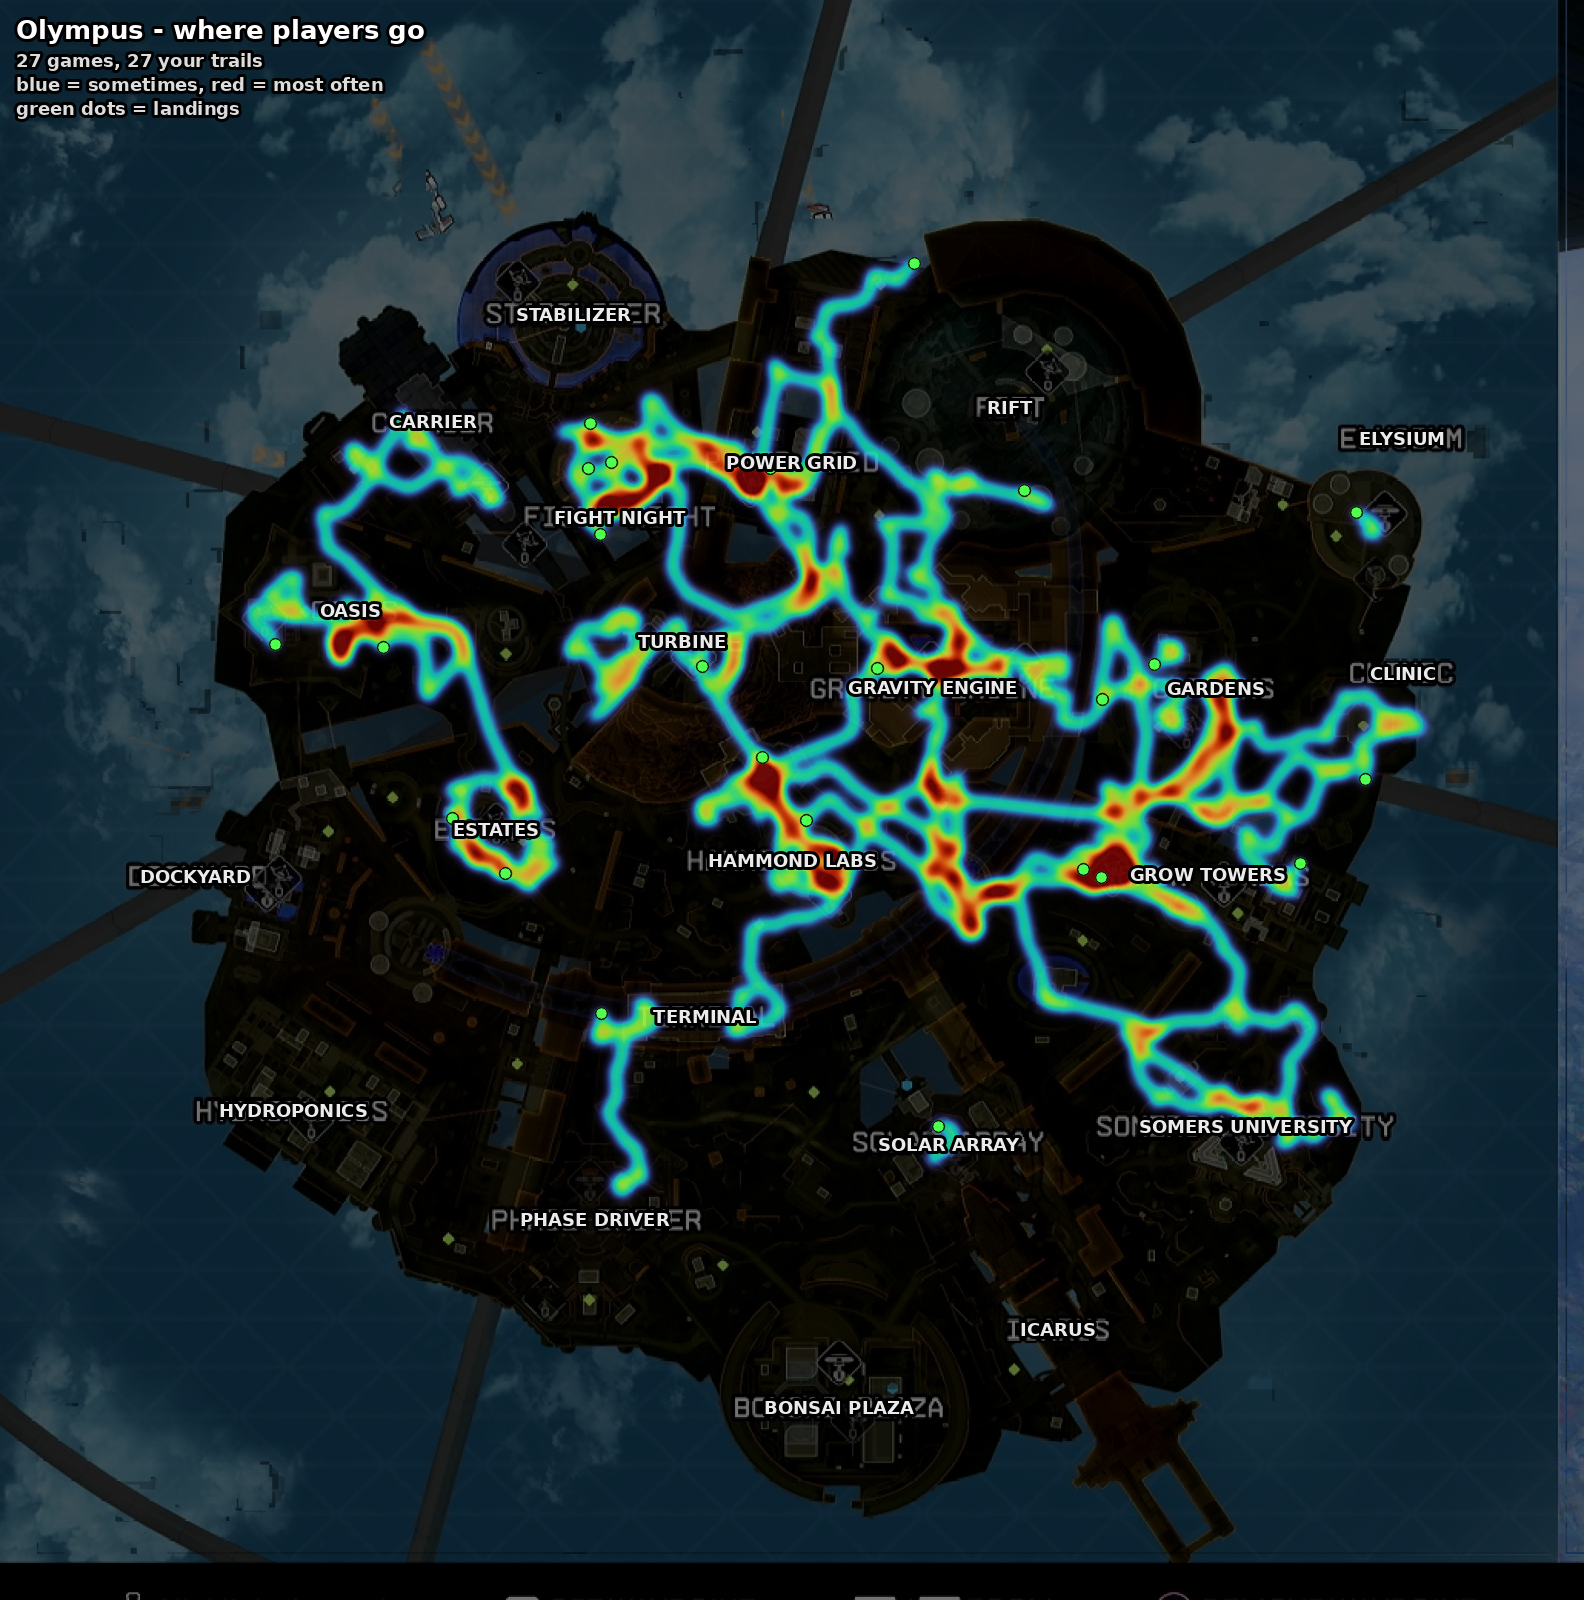 Olympus - where players go
27 games, 27 your trails
blue = sometimes, red = most often
green dots = landings
STABILIZER
RIFT
CARRIER
ELYSIUM
POWER GRID
FIGHT NIGHT
OASIS
TURBINE
CLINIC
GRAVITY ENGINE
GARDENS
ESTATES
HAMMOND LABS
DOCKYARD
GROW TOWERS
TERMINAL
HYDROPONICS
SOMERS UNIVERSITY
SOLAR ARRAY
PHASE DRIVER
ICARUS
BONSAI PLAZA